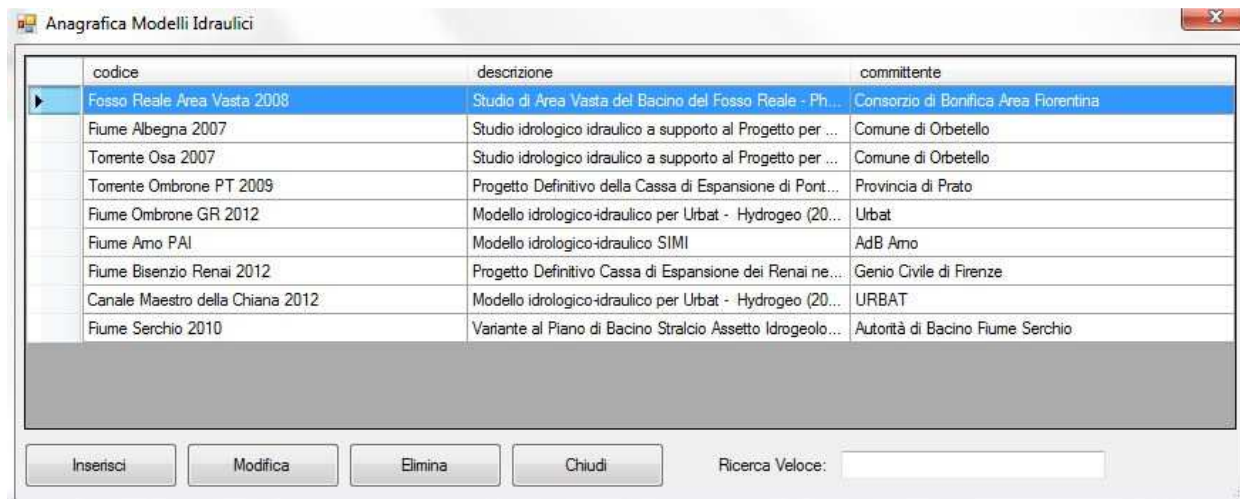 Anagrafica Modelli Idraulici
codice descrizione committente
Fosso Reale Area Vasta 2008 Studio di Area Vasta del Bacino del Fosso Reale - Ph... Consorzio di Bonifica Area Fiorentina
Fiume Albegna 2007 Studio idrologico idraulico a supporto al Progetto per ... Comune di Orbetello
Torrente Osa 2007 Studio idrologico idraulico a supporto al Progetto per ... Comune di Orbetello
Torrente Ombrone PT 2009 Progetto Definitivo della Cassa di Espansione di Pont... Provincia di Prato
Fiume Ombrone GR 2012 Modello idrologico-idraulico per Urbat - Hydrogeo (20... Urbat
Fiume Arno PAI Modello idrologico-idraulico SIMI AdB Arno
Fiume Bisenzio Renai 2012 Progetto Definitivo Cassa di Espansione dei Renai ne... Genio Civile di Firenze
Canale Maestro della Chiana 2012 Modello idrologico-idraulico per Urbat - Hydrogeo (20... URBAT
Fiume Serchio 2010 Variante al Piano di Bacino Stralcio Assetto Idrogeolo... Autorità di Bacino Fiume Serchio
Inserisci Modifica Elimina Chiudi Ricerca Veloce: